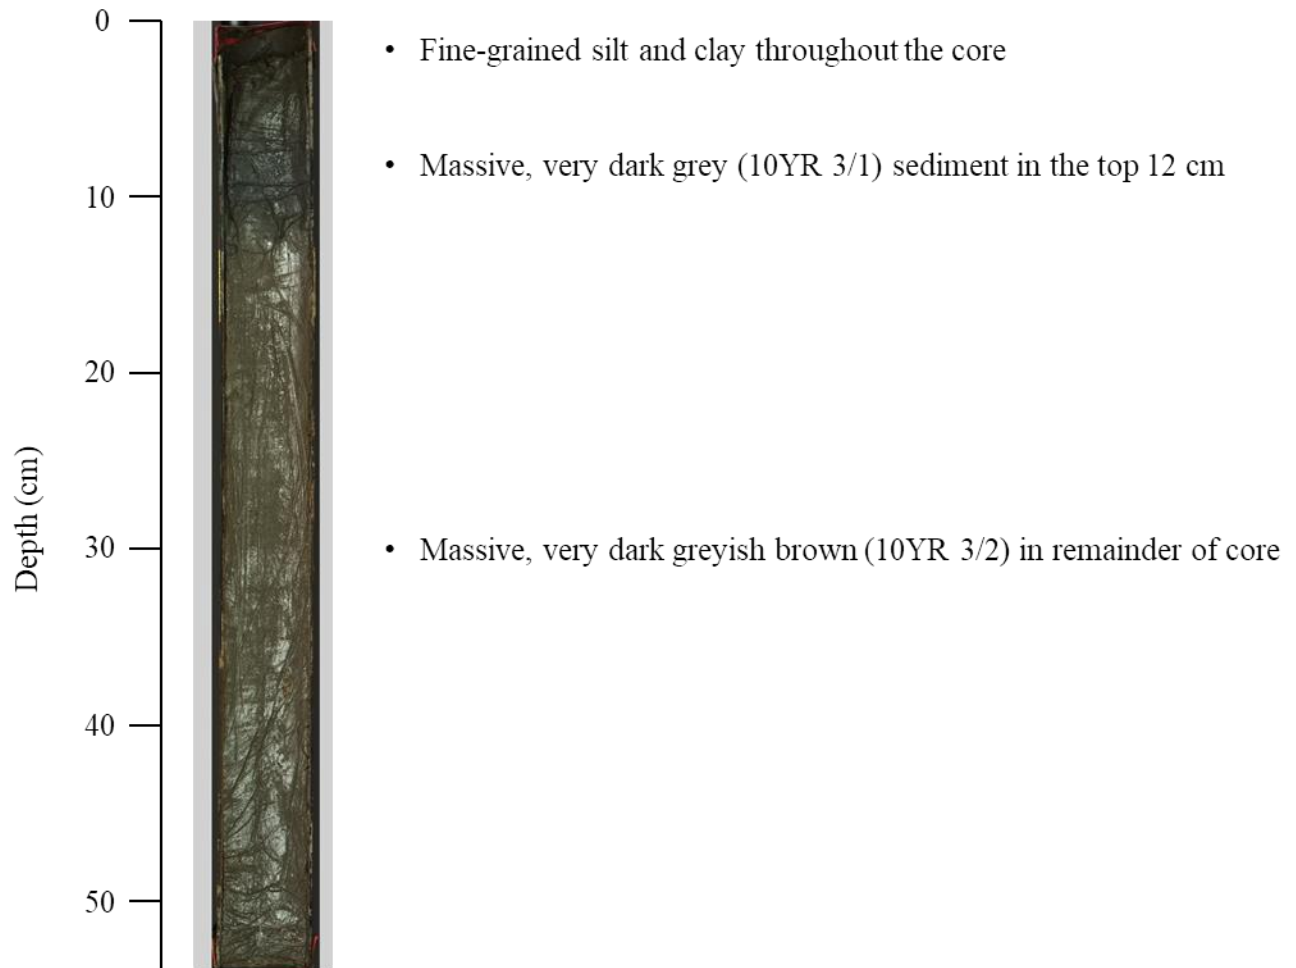 0
• Fine-grained silt and clay throughout the core
• Massive, very dark grey (10YR 3/1) sediment in the top 12 cm
10
20
Depth (cm)
30
• Massive, very dark greyish brown (10YR 3/2) in remainder of core
40
50